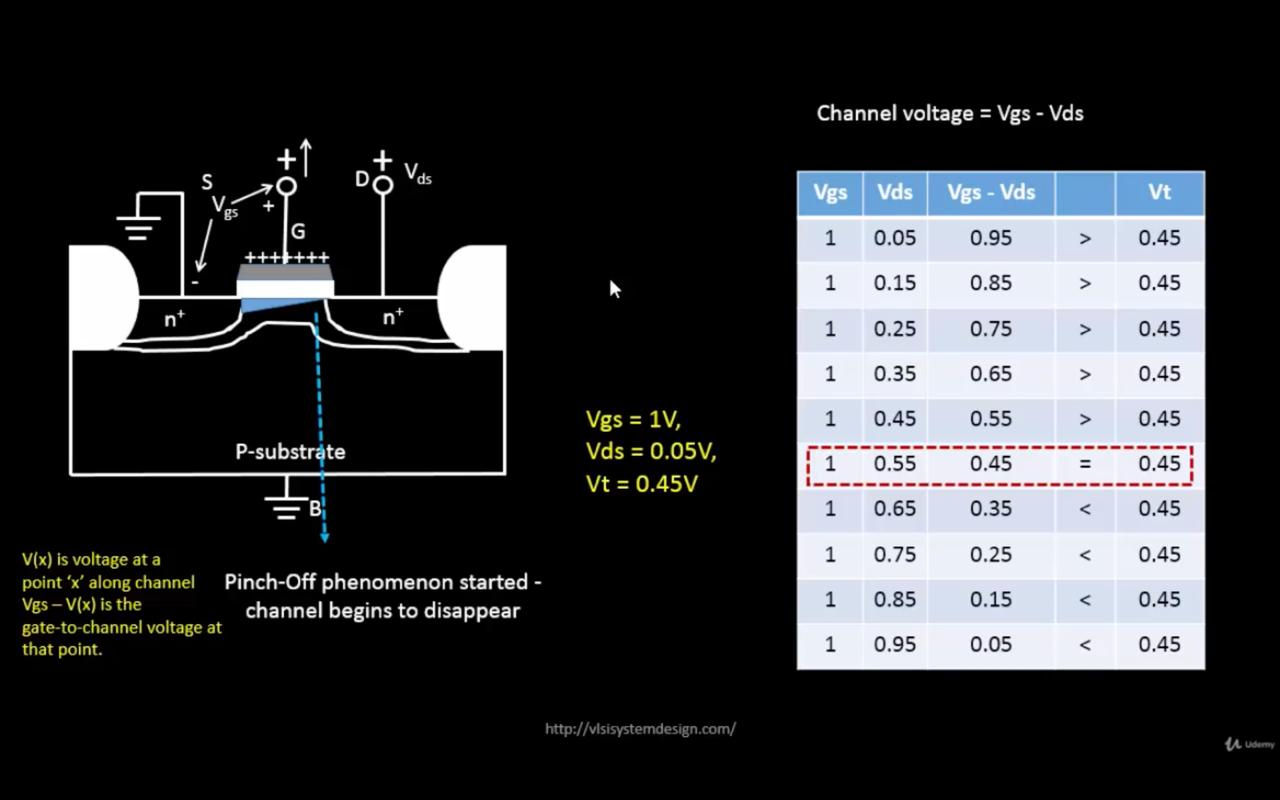 Channel voltage = Vgs - Vds
S
Vgs
+
+
G
D
+
Vds
+++++++
-
n+
n+
P-substrate
B
V(x) is voltage at a
point ‘x’ along channel
Vgs – V(x) is the
gate-to-channel voltage at
that point.
Pinch-Off phenomenon started -
channel begins to disappear
Vgs = 1V,
Vds = 0.05V,
Vt = 0.45V
Vgs Vds Vgs - Vds Vt
1 0.05 0.95 > 0.45
1 0.15 0.85 > 0.45
1 0.25 0.75 > 0.45
1 0.35 0.65 > 0.45
1 0.45 0.55 > 0.45
1 0.55 0.45 = 0.45
1 0.65 0.35 < 0.45
1 0.75 0.25 < 0.45
1 0.85 0.15 < 0.45
1 0.95 0.05 < 0.45
http://vlsisystemdesign.com/
Udemy